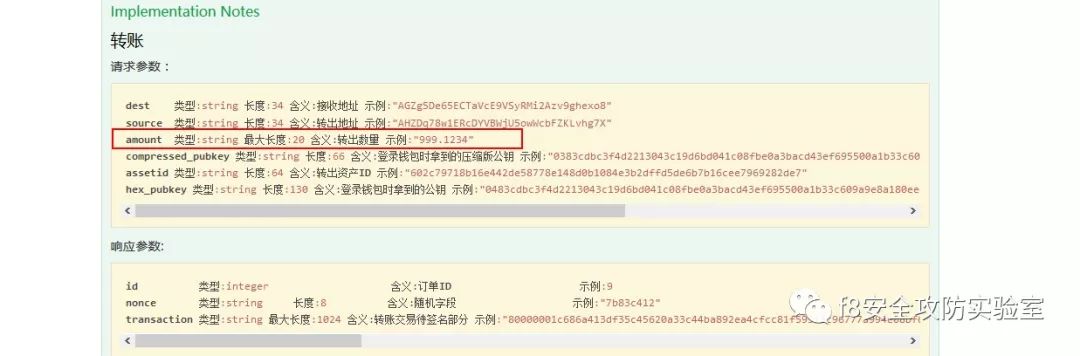 Implementation Notes
转账
请求参数：
dest 类型:string 长度:34 含义:接收地址 示例:"AGZg5De65ECTaVcE9VSyRMi2Azv9ghexo8"
source 类型:string 长度:34 含义:转出地址 示例:"AHZDq78w1ERcDYVBWjU5owWcbFZKLvhg7X"
amount 类型:string 最大长度:20 含义:转出数量 示例:"999.1234"
compressed_pubkey 类型:string 长度:66 含义:登录钱包时拿到的压缩版公钥 示例:"0383cdbc3f4d2213043c19d6bd041c08fbe0a3bacd43ef695500a1b33c60
assetid 类型:string 长度:64 含义:转出资产ID 示例:"602c79718b16e442de58778e148d0b1084e3b2dffd5de6b7b16cee7969282de7"
hex_pubkey 类型:string 长度:130 含义:登录钱包时拿到的公钥 示例:"0483cdbc3f4d2213043c19d6bd041c08fbe0a3bacd43ef695500a1b33c609a9e8a180ee
响应参数:
id 类型:integer 含义:订单ID 示例:9
nonce 类型:string 长度:8 含义:随机字段 示例:"7b83c412"
transaction 类型:string 最大长度:1024 含义:转账交易待签名部分 示例:"80000001c686a413df35c45620a33c44ba892ea4cfcc81f59
f8安全攻防实验室